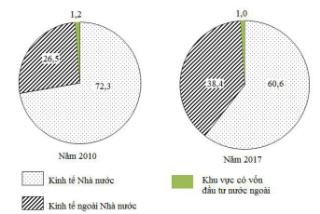 1,2
26,5
72,3
Năm 2010
1,0
38,4
60,6
Năm 2017
Kinh tế Nhà nước
Kinh tế ngoài Nhà nước
Khu vực có vốn
đầu tư nước ngoài